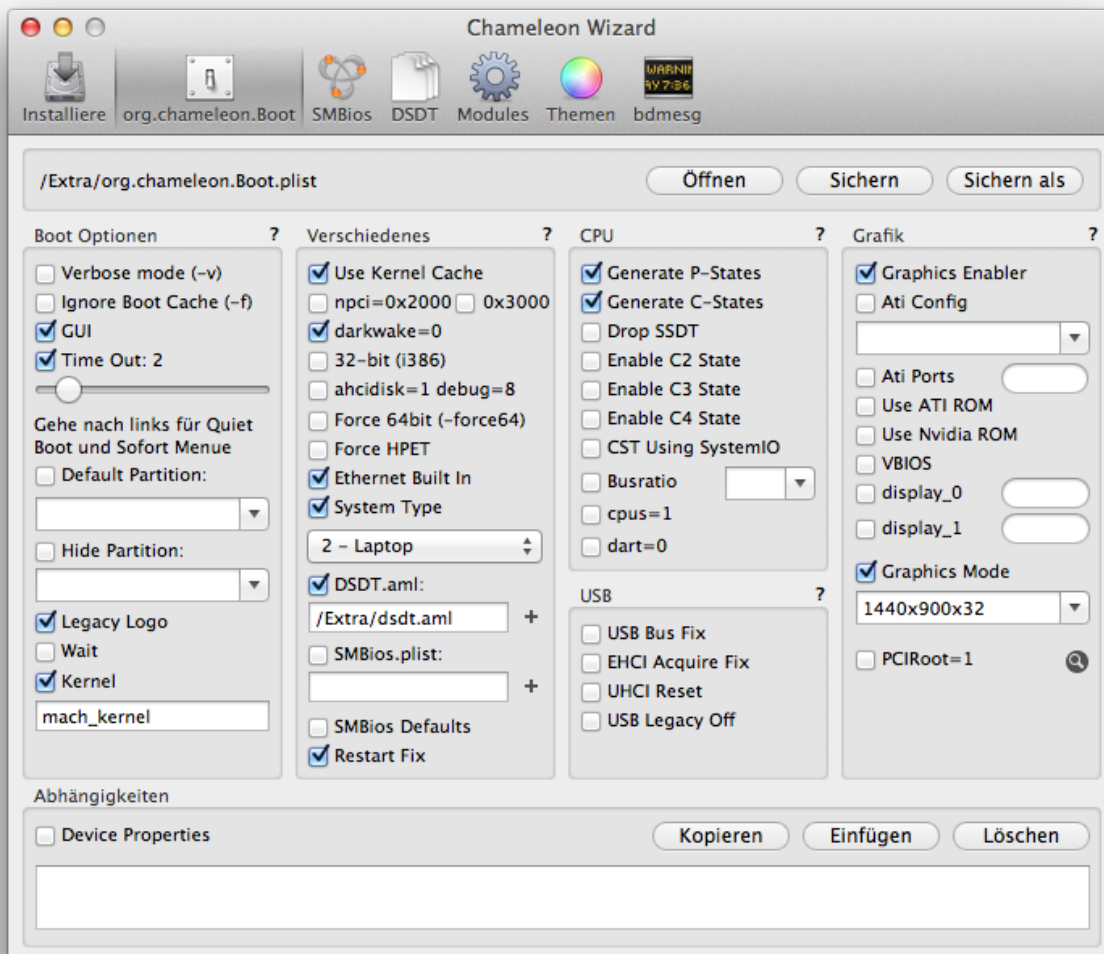 Chameleon Wizard
WARNIN
AY 7:86
Installiere org.chameleon.Boot SMBios DSDT Modules Themen bdmesg
/Extra/org.chameleon.Boot.plist Öffnen Sichern Sichern als
Boot Optionen ?
Verbose mode (-v)
Ignore Boot Cache (-f)
GUI
Time Out: 2
Gehe nach links für Quiet
Boot und Sofort Menue
Default Partition:
Hide Partition:
Legacy Logo
Wait
Kernel
mach_kernel
Verschiedenes ?
Use Kernel Cache
npci=0x2000 0x3000
darkwake=0
32-bit (i386)
ahcidisk=1 debug=8
Force 64bit (-force64)
Force HPET
Ethernet Built In
System Type
2 - Laptop
DSDT.aml:
/Extra/dsdt.aml +
SMBios.plist:
+
SMBios Defaults
Restart Fix
CPU ?
Generate P-States
Generate C-States
Drop SSDT
Enable C2 State
Enable C3 State
Enable C4 State
CST Using SystemIO
Busratio
cpus=1
dart=0
USB ?
USB Bus Fix
EHCI Acquire Fix
UHCI Reset
USB Legacy Off
Grafik ?
Graphics Enabler
Ati Config
Ati Ports
Use ATI ROM
Use Nvidia ROM
VBIOS
display_0
display_1
Graphics Mode
1440x900x32
PCIRoot=1
Abhängigkeiten
Device Properties Kopieren Einfügen Löschen